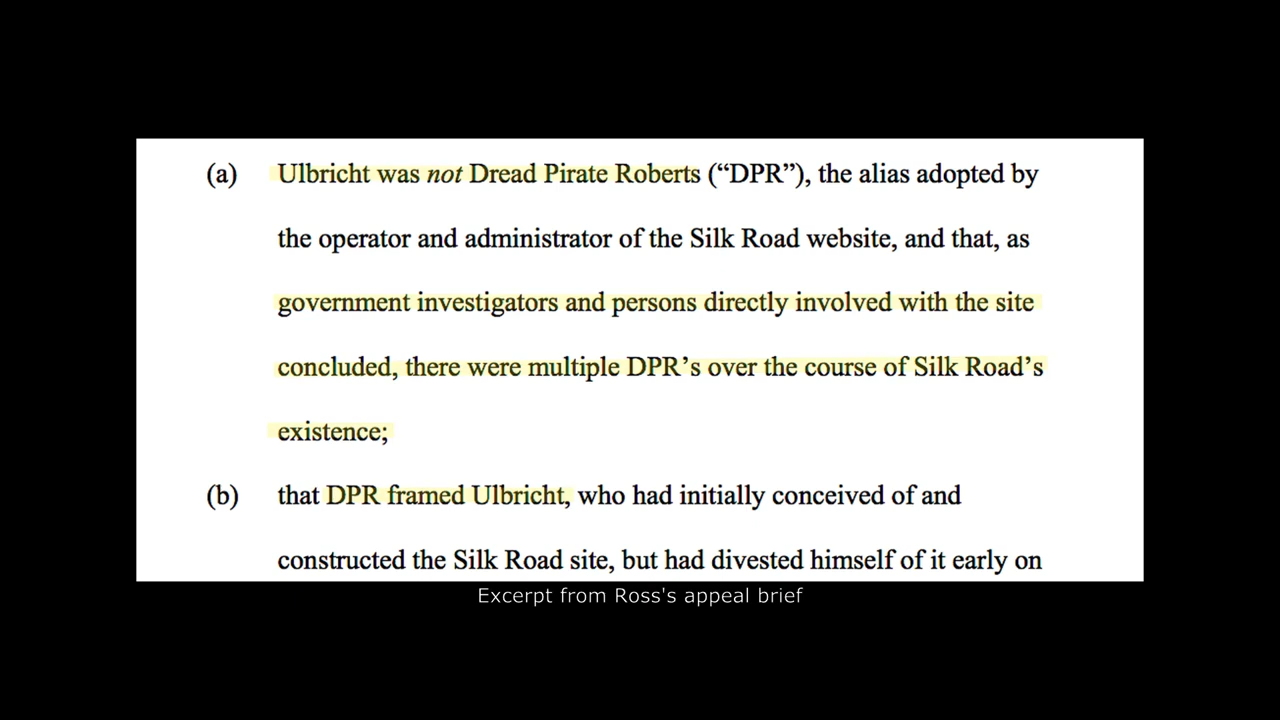 (a) Ulbricht was not Dread Pirate Roberts (“DPR”), the alias adopted by
the operator and administrator of the Silk Road website, and that, as
government investigators and persons directly involved with the site
concluded, there were multiple DPR’s over the course of Silk Road’s
existence;
(b) that DPR framed Ulbricht, who had initially conceived of and
constructed the Silk Road site, but had divested himself of it early on
Excerpt from Ross's appeal brief